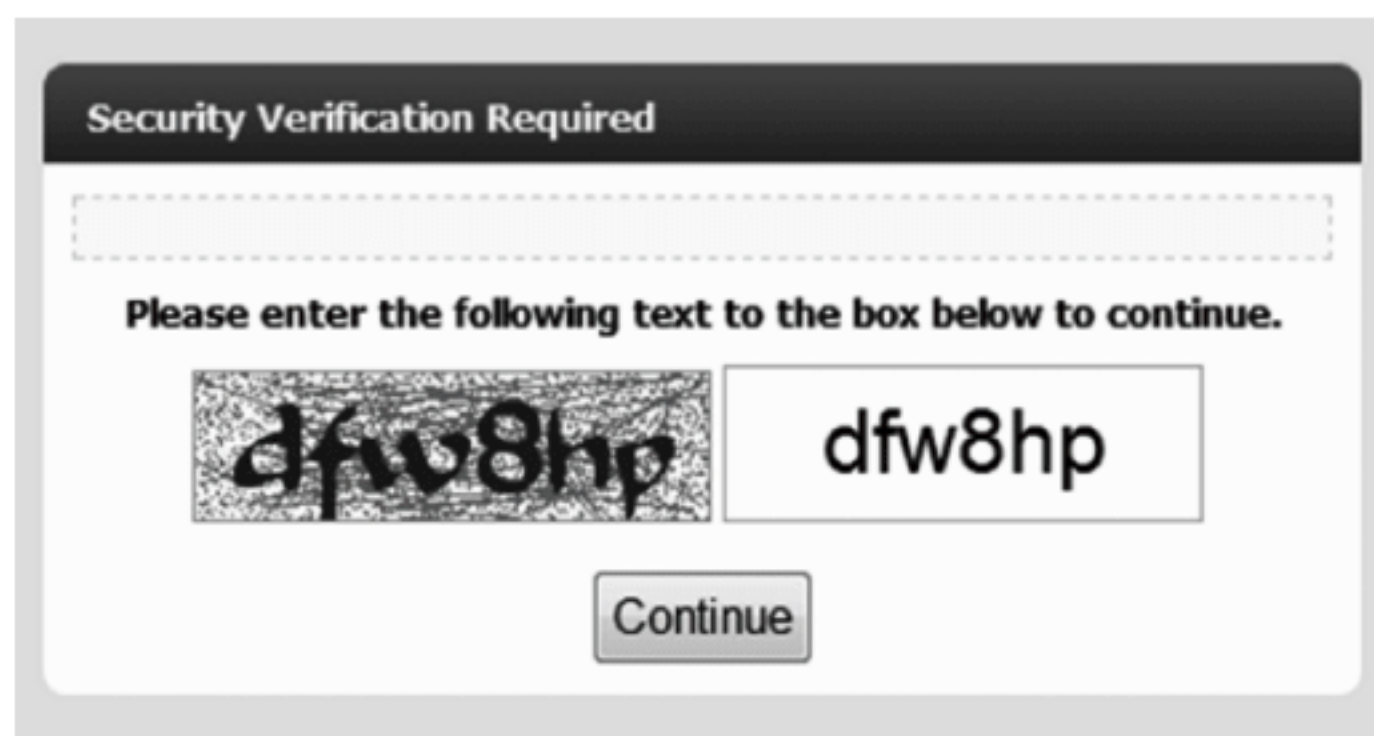 Security Verification Required
Please enter the following text to the box below to continue.
dfw8hp dfw8hp
Continue